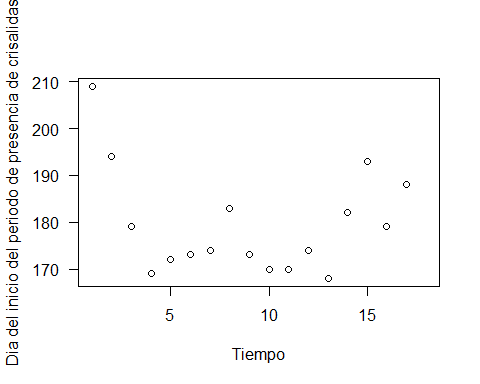 Dia del inicio del periodo de presencia de crisalidas
210
200
190
180
170
5 10 15
Tiempo